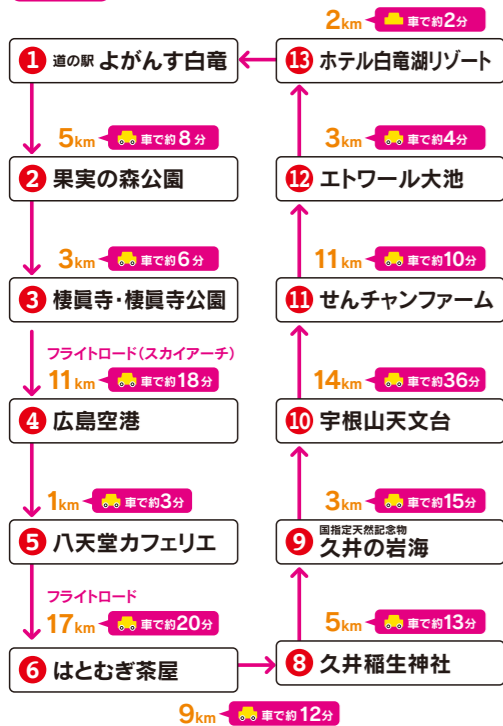 1 道の駅 よがんす白竜
5km 車で約8分
2 果実の森公園
3km 車で約6分
3 棲眞寺・棲眞寺公園
フライトロード(スカイアーチ)
11km 車で約18分
4 広島空港
1km 車で約3分
5 八天堂カフェリエ
フライトロード
17km 車で約20分
6 はとむぎ茶屋
9km 車で約12分
8 久井稲生神社
5km 車で約13分
国指定天然記念物
9 久井の岩海
3km 車で約15分
10 宇根山天文台
14km 車で約36分
11 せんチャンファーム
11km 車で約10分
12 エトワール大池
3km 車で約4分
13 ホテル白竜湖リゾート
2km 車で約2分